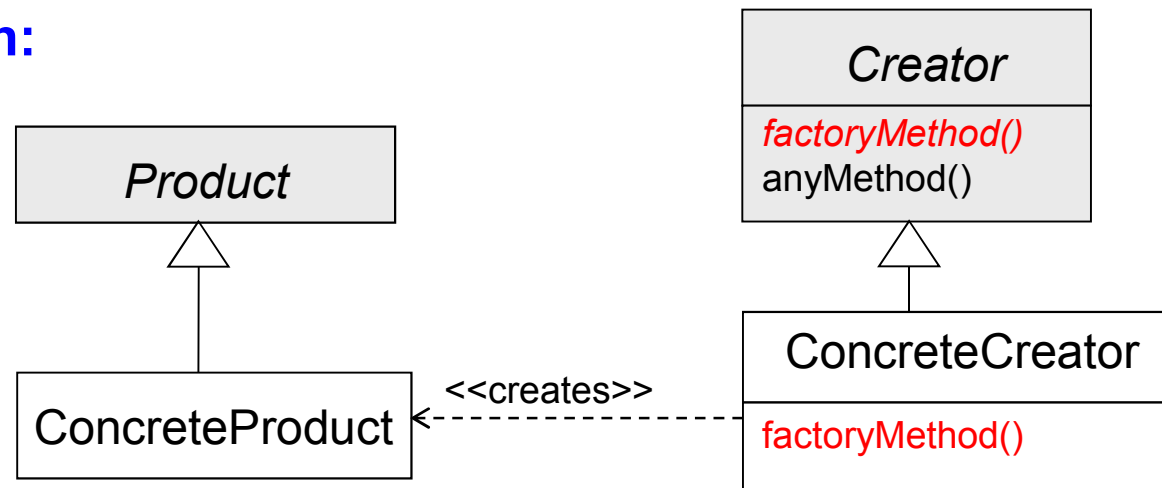 n:
Creator
factoryMethod()
anyMethod()
Product
ConcreteCreator
factoryMethod()
<<creates>>
ConcreteProduct